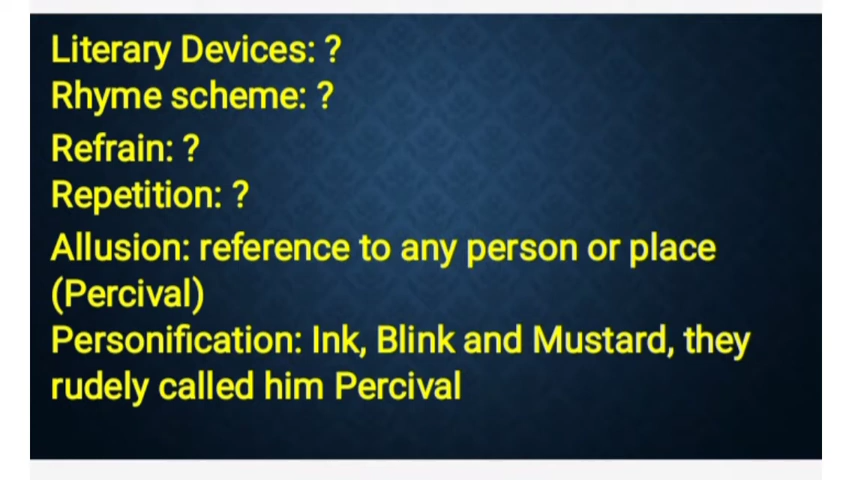 Literary Devices: ?
Rhyme scheme: ?
Refrain: ?
Repetition: ?
Allusion: reference to any person or place
(Percival)
Personification: Ink, Blink and Mustard, they
rudely called him Percival